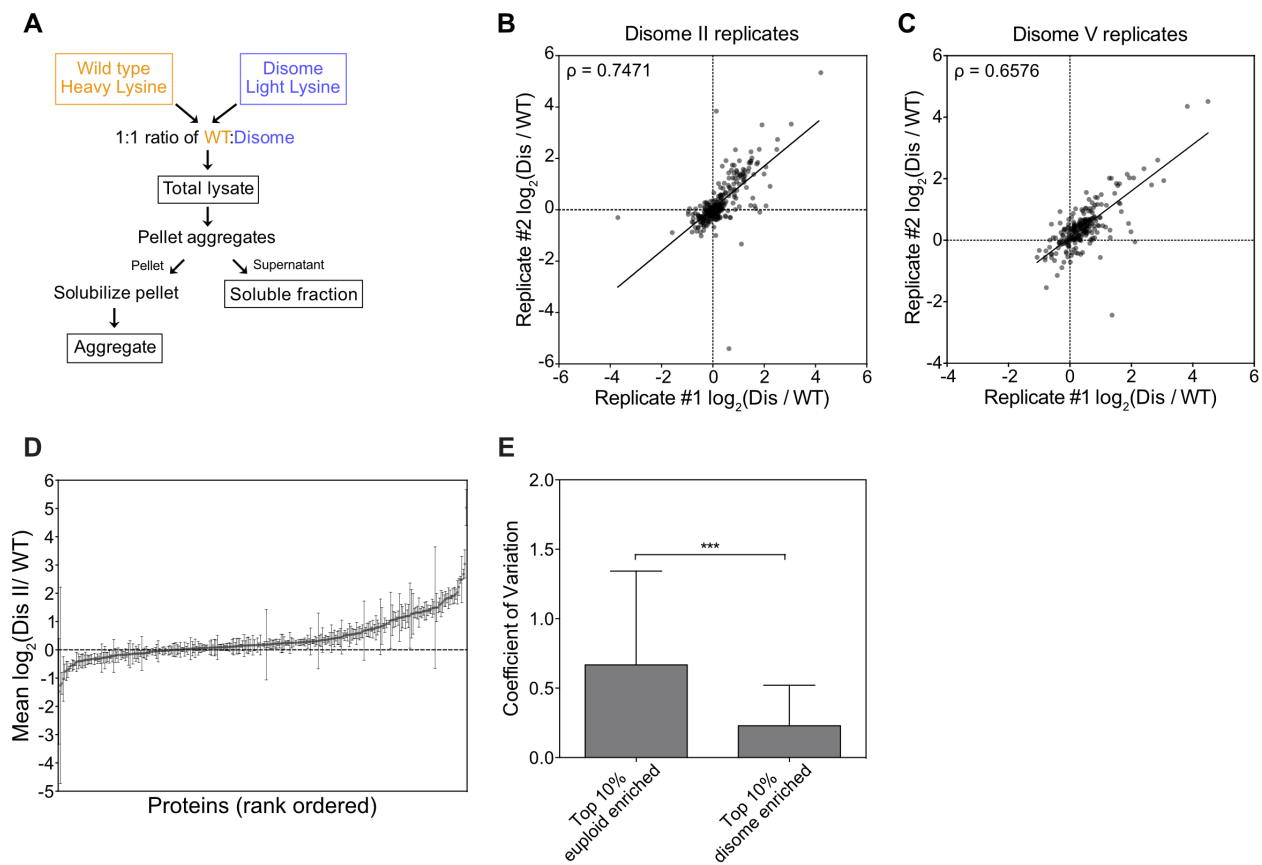 A
Wild type
Heavy Lysine
Disome
Light Lysine
1:1 ratio of WT:Disome
Total lysate
Pellet aggregates
Pellet
Supernatant
Solubilize pellet
Soluble fraction
Aggregate
B
Disome II replicates
ρ = 0.7471
Replicate #2 log2(Dis / WT)
6
4
2
0
-2
-4
-6
-6 -4 -2 0 2 4 6
Replicate #1 log2(Dis / WT)
C
Disome V replicates
ρ = 0.6576
Replicate #2 log2(Dis / WT)
6
4
2
0
-2
-4
-4 -2 0 2 4 6
Replicate #1 log2(Dis / WT)
D
Mean log2(Dis II/ WT)
6
5
4
3
2
1
0
-1
-2
-3
-4
-5
Proteins (rank ordered)
E
Coefficient of Variation
2.0
1.5
1.0
0.5
0.0
***
Top 10%
euploid enriched
Top 10%
disome enriched